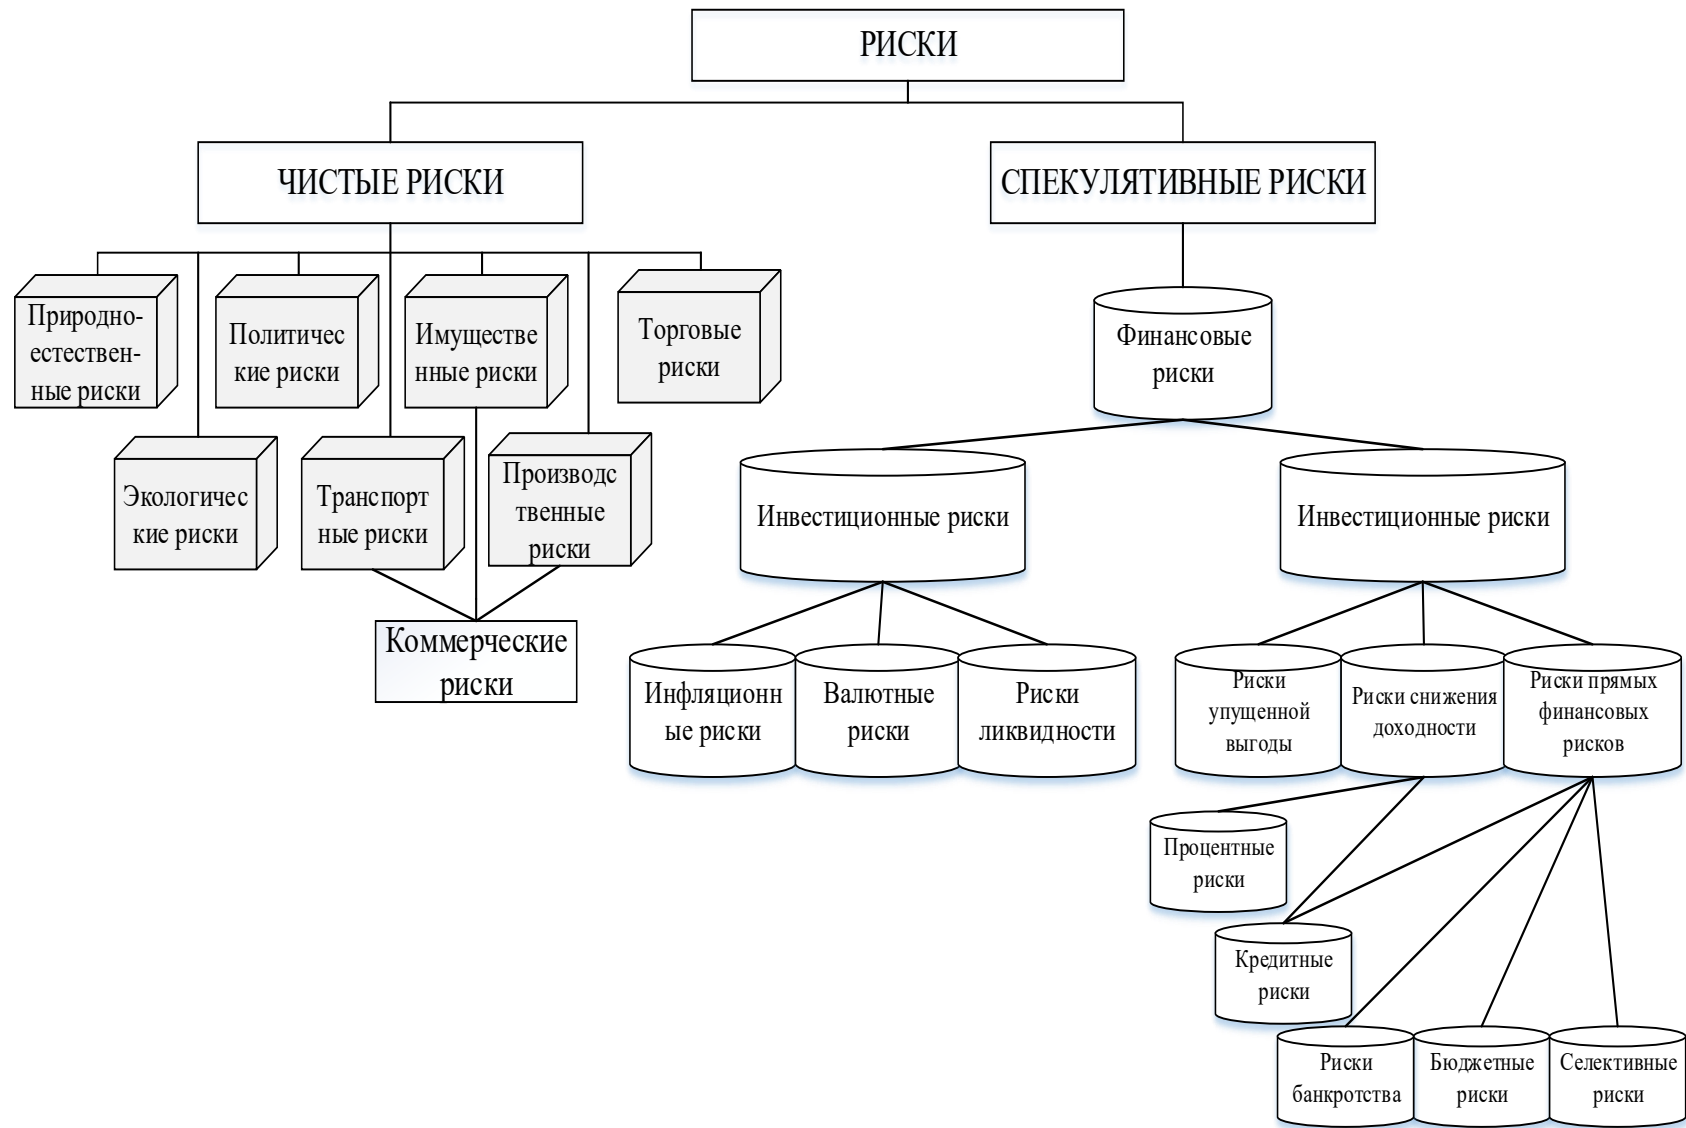 РИСКИ
ЧИСТЫЕ РИСКИ
СПЕКУЛЯТИВНЫЕ РИСКИ
Природно-
естествен-
ные риски
Политичес
кие риски
Имуществе
нные риски
Торговые
риски
Финансовые
риски
Экологичес
кие риски
Транспорт
ные риски
Производс
твенные
риски
Инвестиционные риски
Инвестиционные риски
Коммерческие
риски
Инфляционн
ые риски
Валютные
риски
Риски
ликвидности
Риски
упущенной
выгоды
Риски снижения
доходности
Риски прямых
финансовых
рисков
Процентные
риски
Кредитные
риски
Риски
банкротства
Бюджетные
риски
Селективные
риски